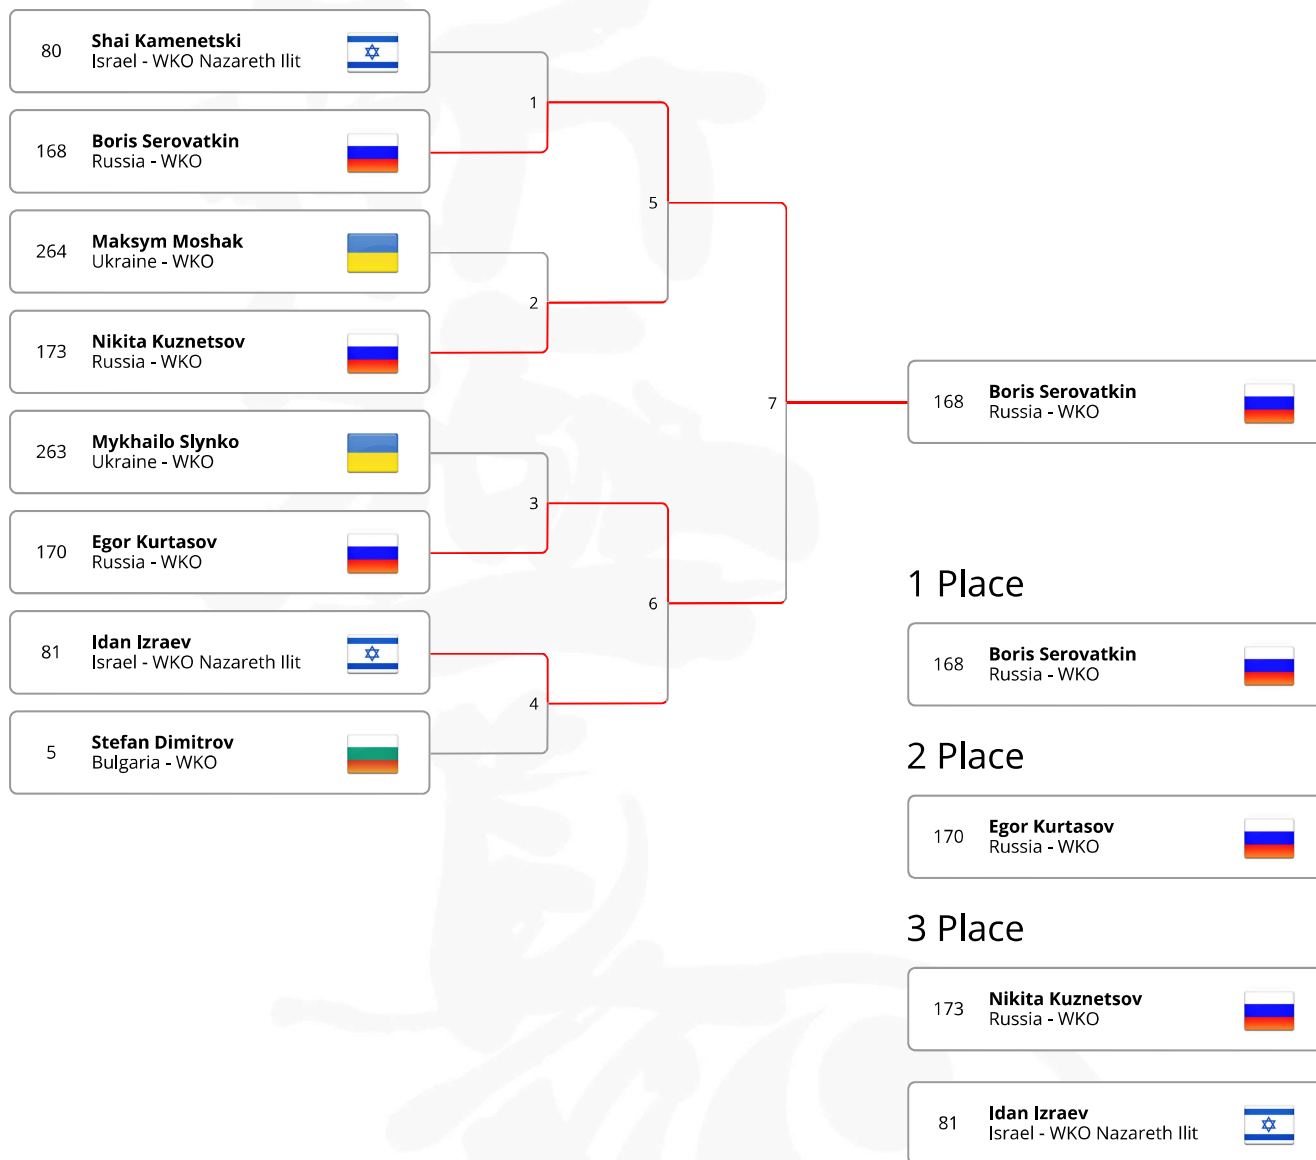 80
Shai Kamenetski
Israel - WKO Nazareth Ilit
168
Boris Serovatkin
Russia - WKO
264
Maksym Moshak
Ukraine - WKO
173
Nikita Kuznetsov
Russia - WKO
263
Mykhailo Slynko
Ukraine - WKO
170
Egor Kurtasov
Russia - WKO
81
Idan Izraev
Israel - WKO Nazareth Ilit
5
Stefan Dimitrov
Bulgaria - WKO
1
2
3
4
5
6
7
168
Boris Serovatkin
Russia - WKO
1 Place
168
Boris Serovatkin
Russia - WKO
2 Place
170
Egor Kurtasov
Russia - WKO
3 Place
173
Nikita Kuznetsov
Russia - WKO
81
Idan Izraev
Israel - WKO Nazareth Ilit